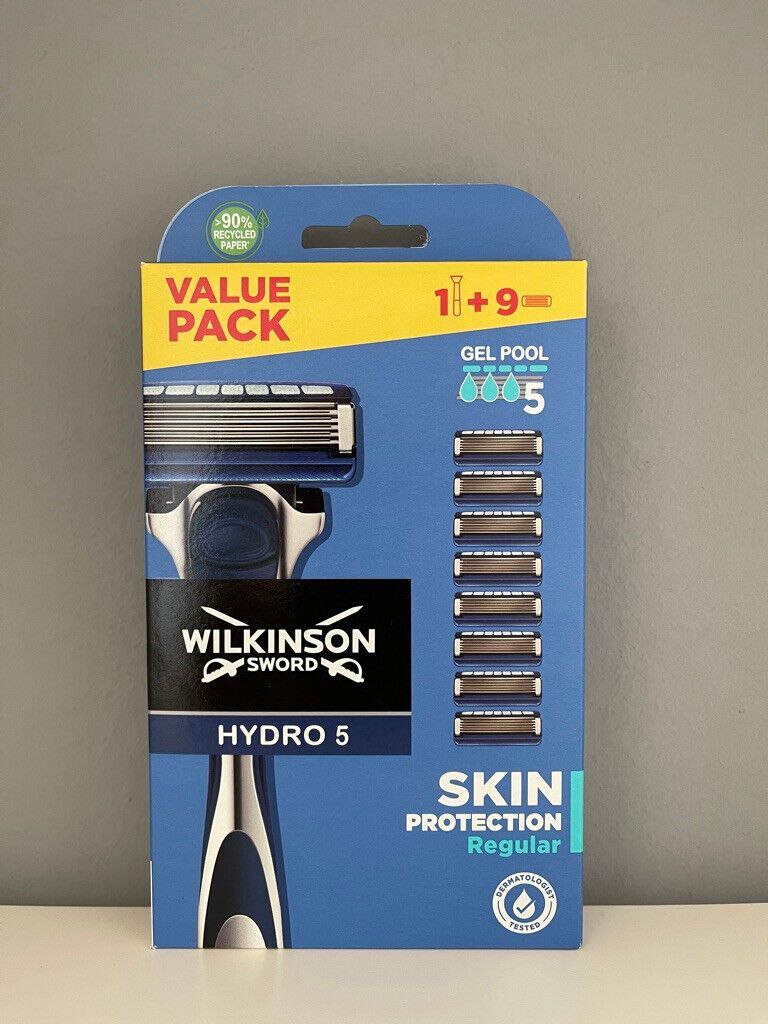 >90%
RECYCLED
PAPER*
VALUE
PACK
1 + 9
GEL POOL
5
WILKINSON
SWORD
HYDRO 5
SKIN
PROTECTION
Regular
DERMATOLOGIST
TESTED